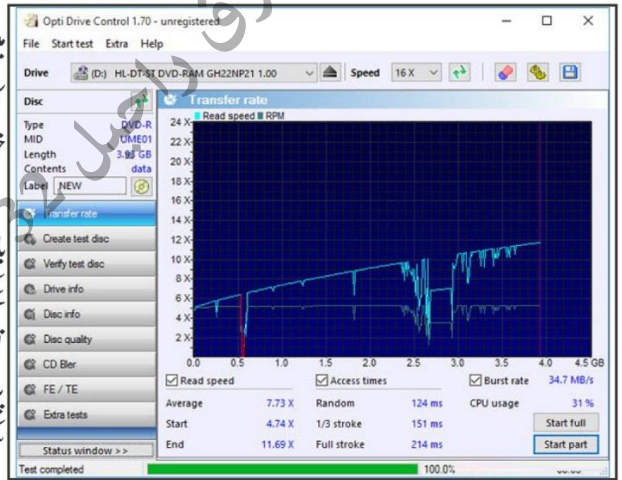 Opti Drive Control 1.70 - unregistered
File Start test Extra Help
Drive (D:) HL-DT-ST DVD-RAM GH22NP21 1.00 Speed 16 X
Disc
Type DVD-R
MID UME01
Length 3.93 GB
Contents data
Label NEW
Transfer rate
Create test disc
Verify test disc
Drive info
Disc info
Disc quality
CD Bler
FE / TE
Extra tests
Status window >>
Transfer rate
Read speed RPM
24 X
22 X
20 X
18 X
16 X
14 X
12 X
10 X
8 X
6 X
4 X
2 X
0.0 0.5 1.0 1.5 2.0 2.5 3.0 3.5 4.0 4.5 GB
Read speed Access times Burst rate 34.7 MB/s
Average 7.73 X Random 124 ms CPU usage 31 %
Start 4.74 X 1/3 stroke 151 ms Start full
End 11.69 X Full stroke 214 ms Start part
Test completed 100.0%